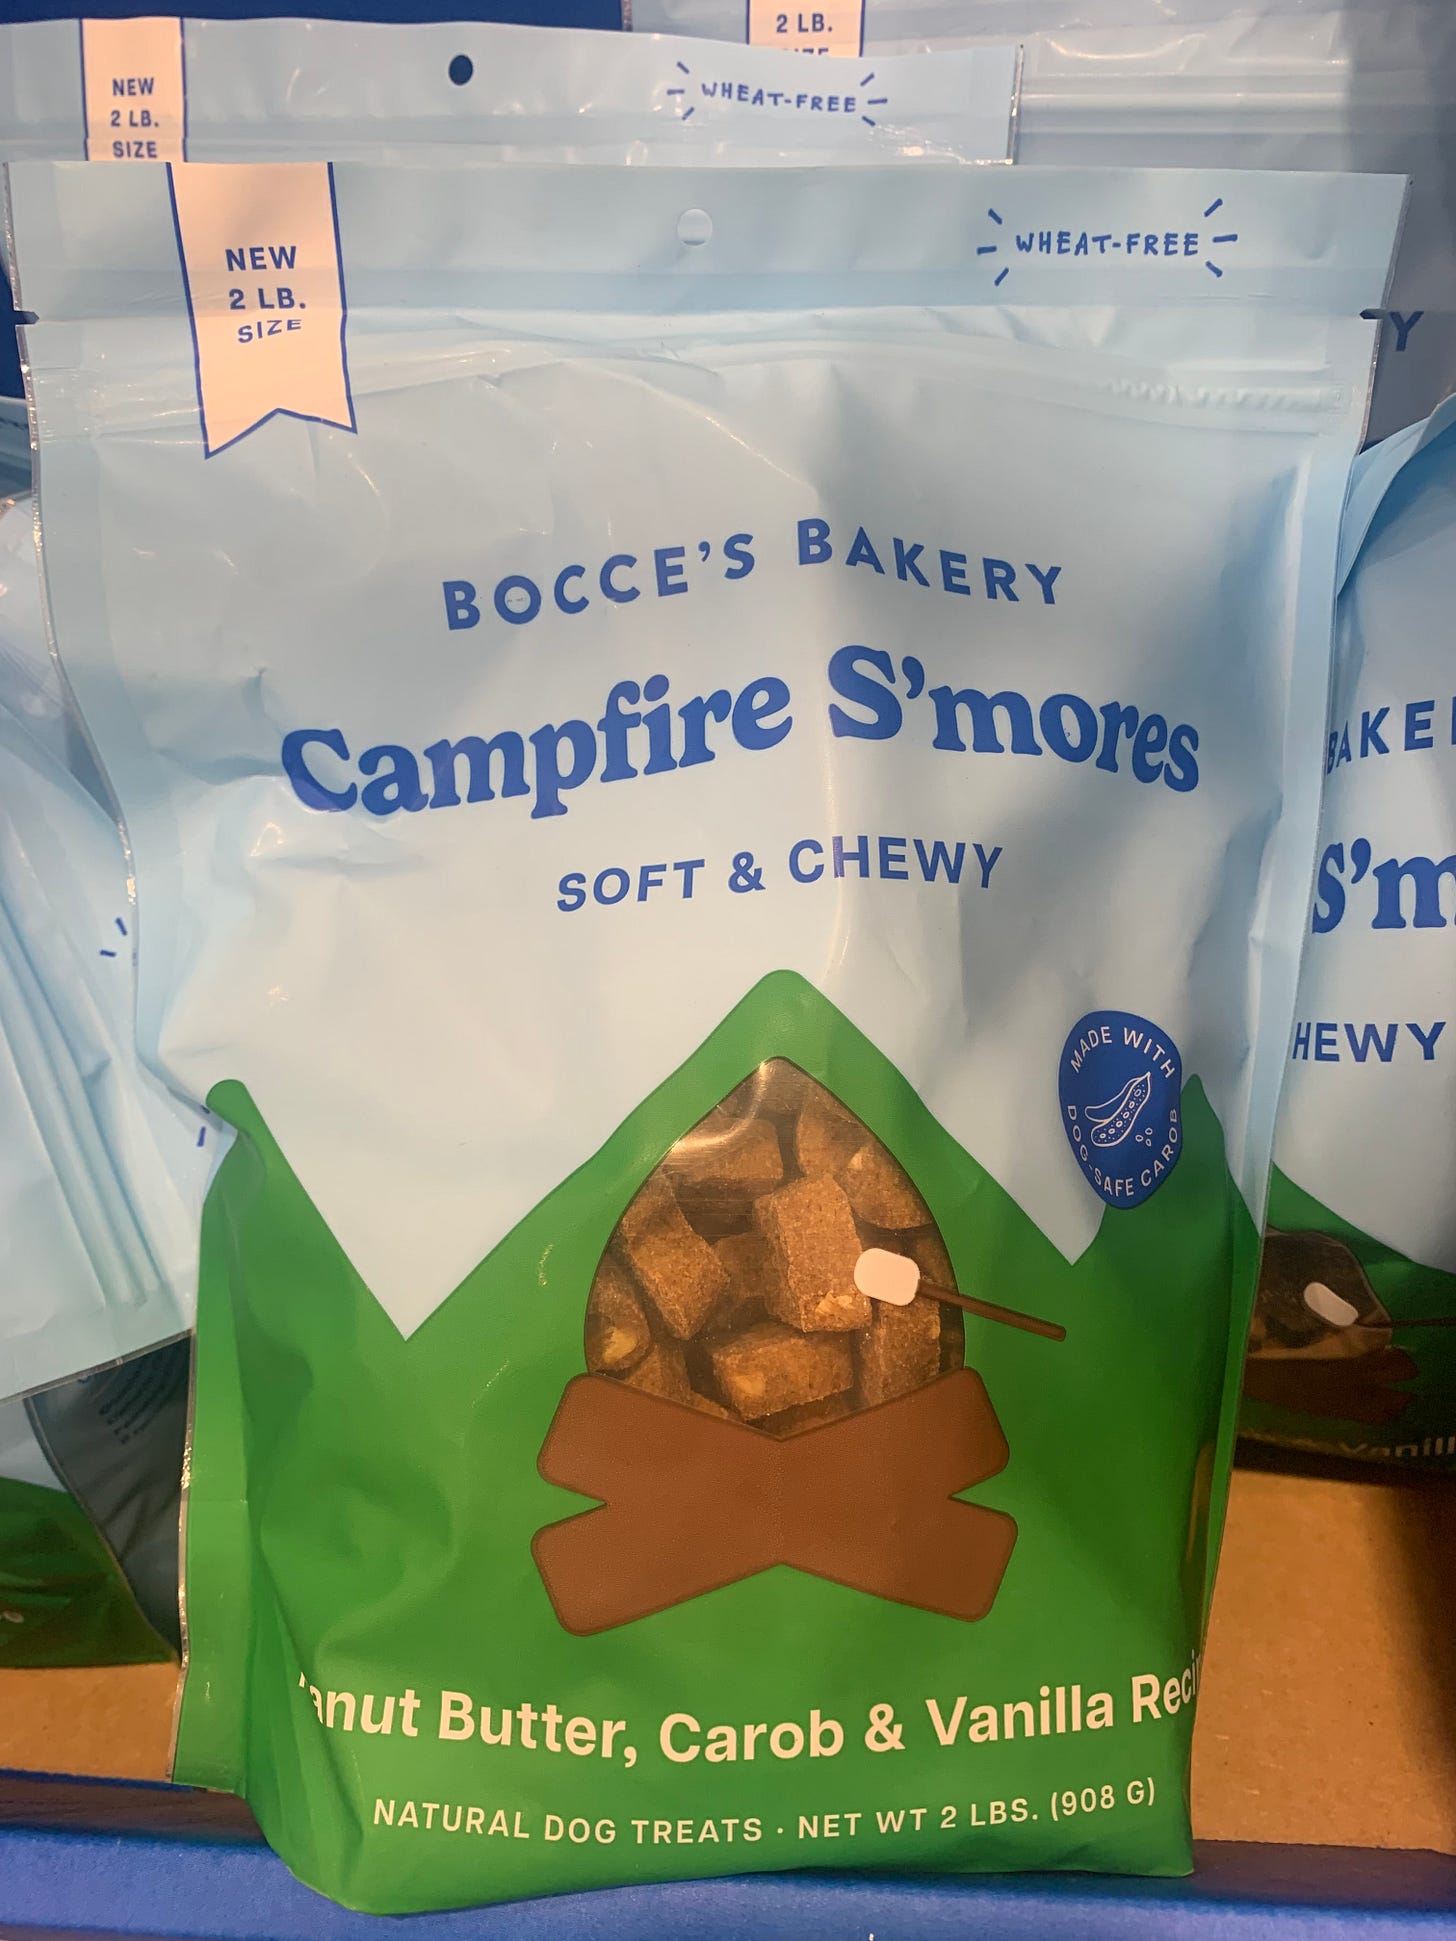 2 LB.
NEW
2 LB.
SIZE
WHEAT-FREE
NEW
2 LB.
SIZE
WHEAT-FREE
BOCCE'S BAKERY
Campfire S'mores
SOFT & CHEWY
MADE WITH
DOG-SAFE CAROB
anut Butter, Carob & Vanilla Reci
NATURAL DOG TREATS · NET WT 2 LBS. (908 G)
Y
BAKE
S'm
HEWY
Vanill